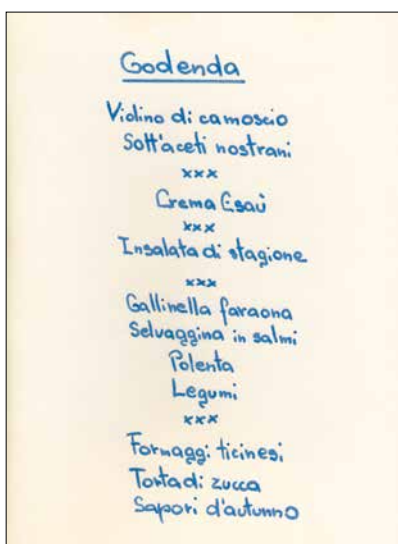 Godenda
Violino di camoscio
Sott'aceti nostrani
xxx
Crema Esaù
xxx
Insalata di stagione
xxx
Gallinella faraona
Selvaggina in salmi
Polenta
Legumi
xxx
Formaggi ticinesi
Torta di zucca
Sapori d'autunno